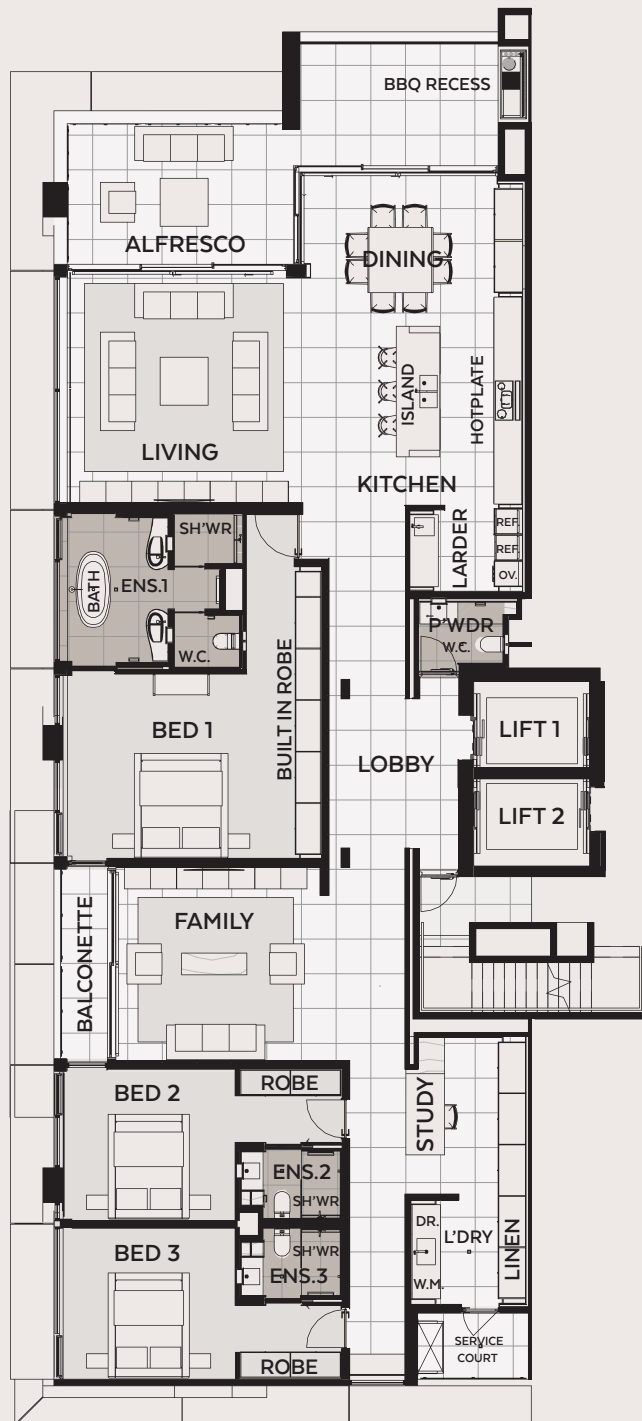 BBQ RECESS
ALFRESCO
DINING
LIVING
ISLAND
HOTPLATE
KITCHEN
LARDER
REF.
REF.
OV.
SH'WR
BATH
ENS.1
W.C.
P'WDR
W.C.
BED 1
BUILT IN ROBE
LOBBY
LIFT 1
LIFT 2
BALCONETTE
FAMILY
BED 2
ROBE
STUDY
ENS.2
SH'WR
BED 3
SH'WR
ENS.3
ROBE
DR.
L'DRY
W.M.
LINEN
SERVICE
COURT